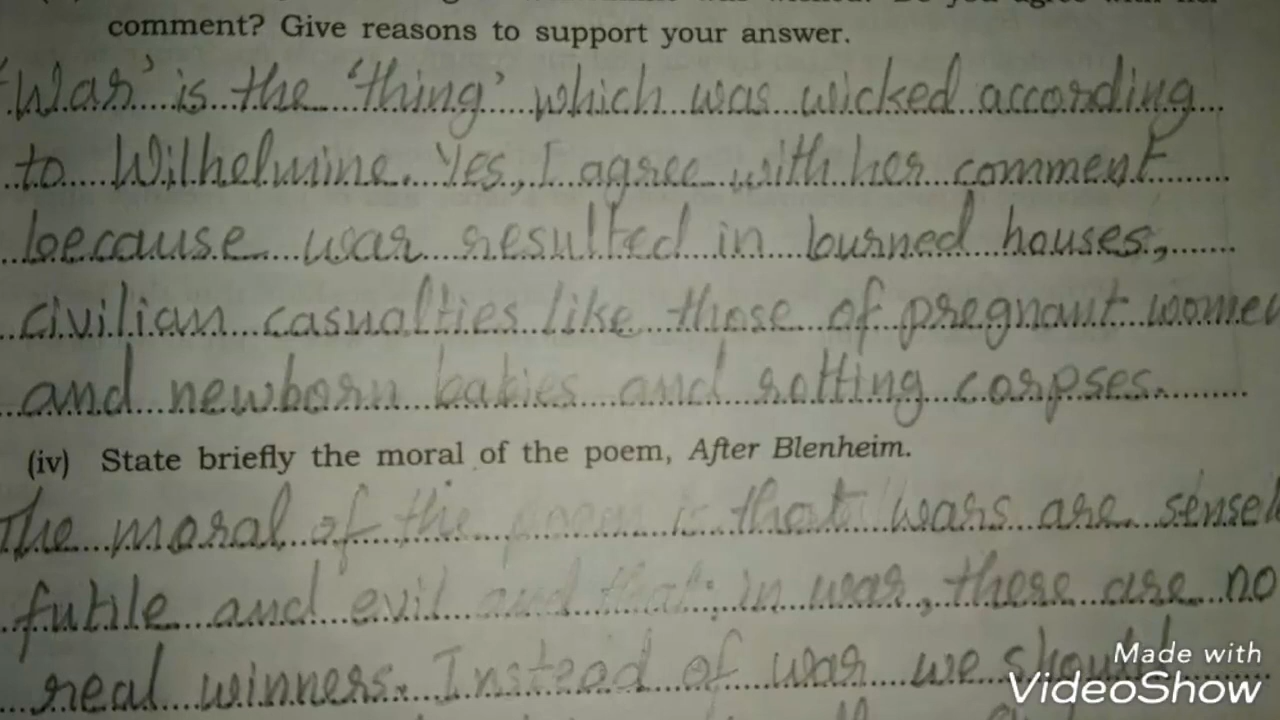 comment? Give reasons to support your answer.
'War' is the 'thing' which was wicked according
to Wilhelmine. Yes, I agree with her comment
because war resulted in burned houses,
civilian casualties like those of pregnant women
and newborn babies and rotting corpses.
(iv) State briefly the moral of the poem, After Blenheim.
The moral of the poem is that wars are sensel
futile and evil and that in war, there are no
real winners. Instead of war we should
Made with
VideoShow